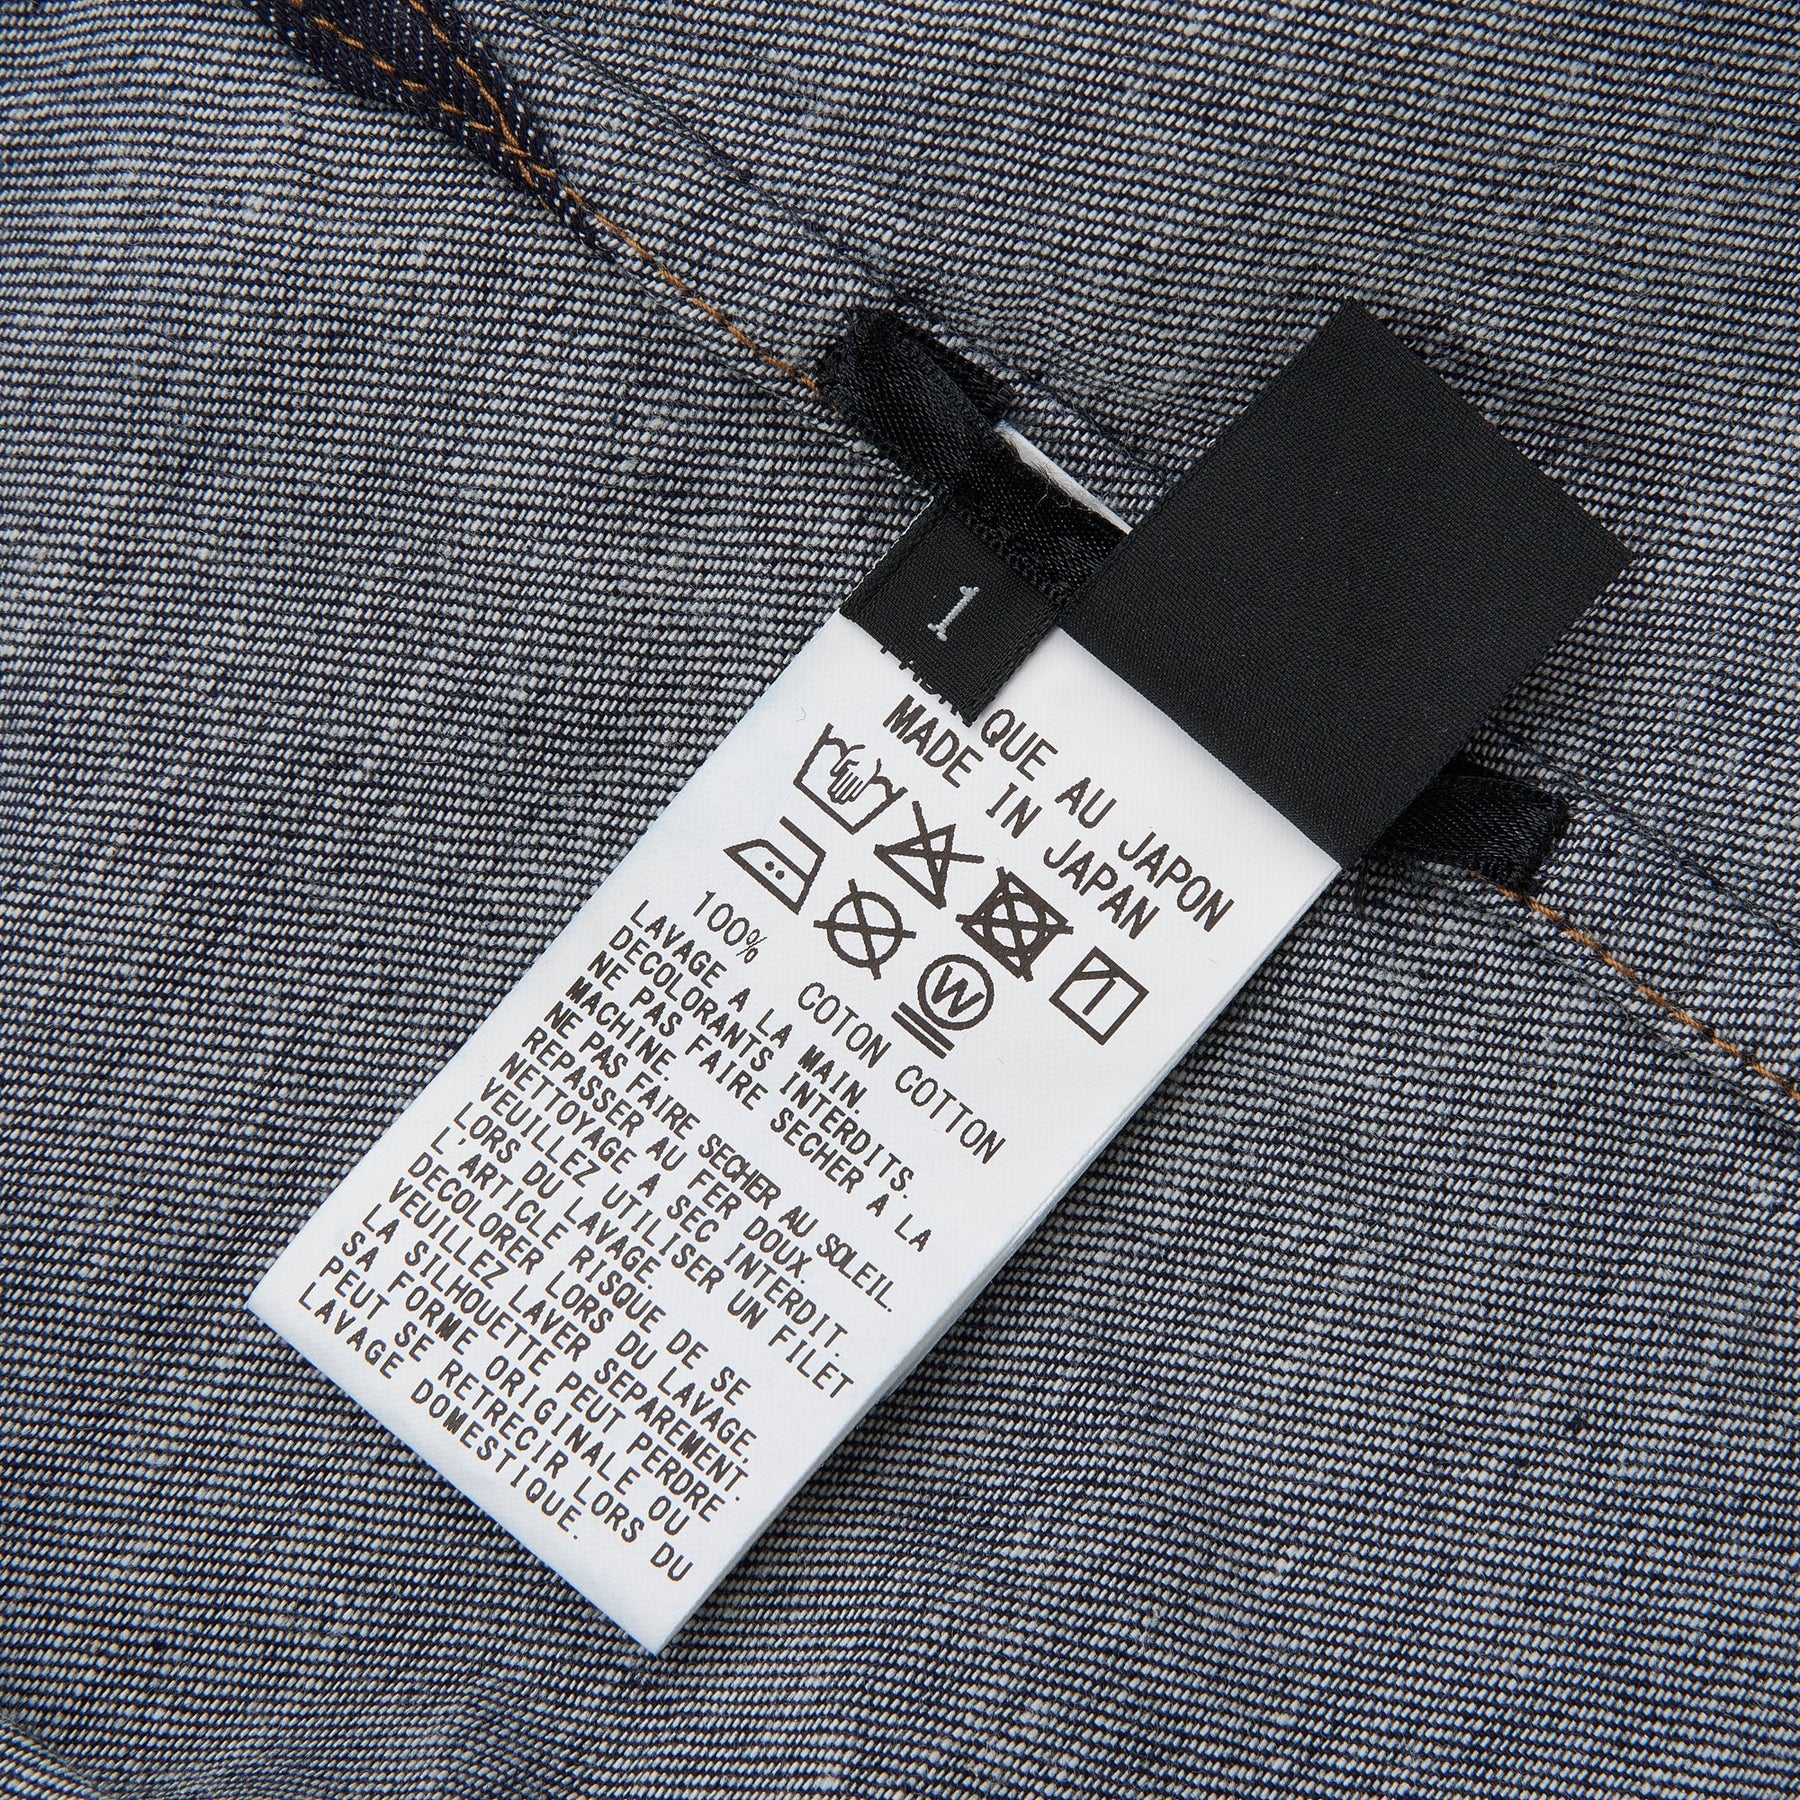 1
FABRIQUE AU JAPON
MADE IN JAPAN
W
100% COTON COTTON
LAVAGE A LA MAIN.
DECOLORANTS INTERDITS.
NE PAS FAIRE SECHER A LA
MACHINE.
NE PAS FAIRE SECHER AU SOLEIL.
REPASSER AU FER DOUX.
NETTOYAGE A SEC INTERDIT.
VEUILLEZ UTILISER UN FILET
LORS DU LAVAGE.
L'ARTICLE RISQUE DE SE
DECOLORER LORS DU LAVAGE.
VEUILLEZ LAVER SEPAREMENT.
LA SILHOUETTE PEUT PERDRE
SA FORME ORIGINALE OU
PEUT SE RETRECIR LORS DU
LAVAGE DOMESTIQUE.